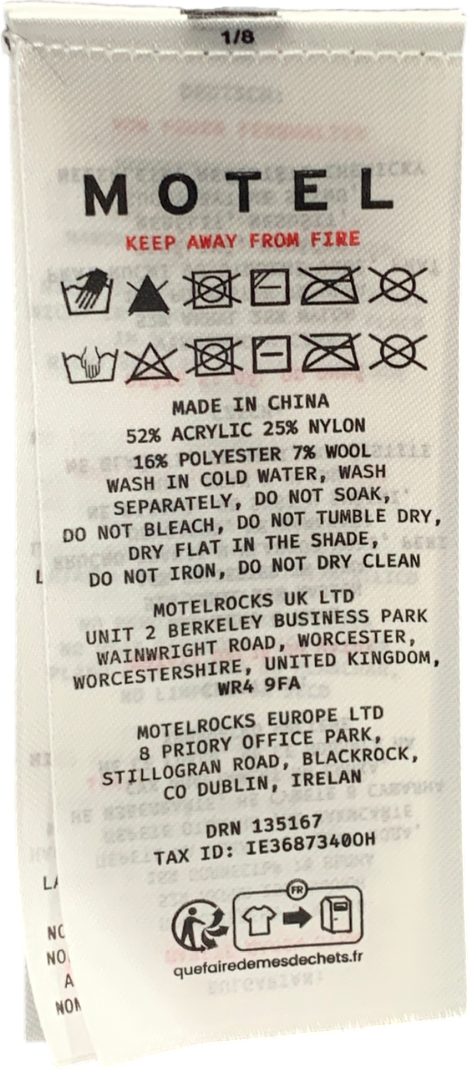 1/8
MOTEL
KEEP AWAY FROM FIRE
MADE IN CHINA
52% ACRYLIC 25% NYLON
16% POLYESTER 7% WOOL
WASH IN COLD WATER, WASH
SEPARATELY, DO NOT SOAK,
DO NOT BLEACH, DO NOT TUMBLE DRY,
DRY FLAT IN THE SHADE,
DO NOT IRON, DO NOT DRY CLEAN
MOTELROCKS UK LTD
UNIT 2 BERKELEY BUSINESS PARK
WAINWRIGHT ROAD, WORCESTER,
WORCESTERSHIRE, UNITED KINGDOM,
WR4 9FA
MOTELROCKS EUROPE LTD
8 PRIORY OFFICE PARK,
STILLOGRAN ROAD, BLACKROCK,
CO DUBLIN, IRELAN
DRN 135167
TAX ID: IE3687340OH
FR
quefairedemesdechets.fr